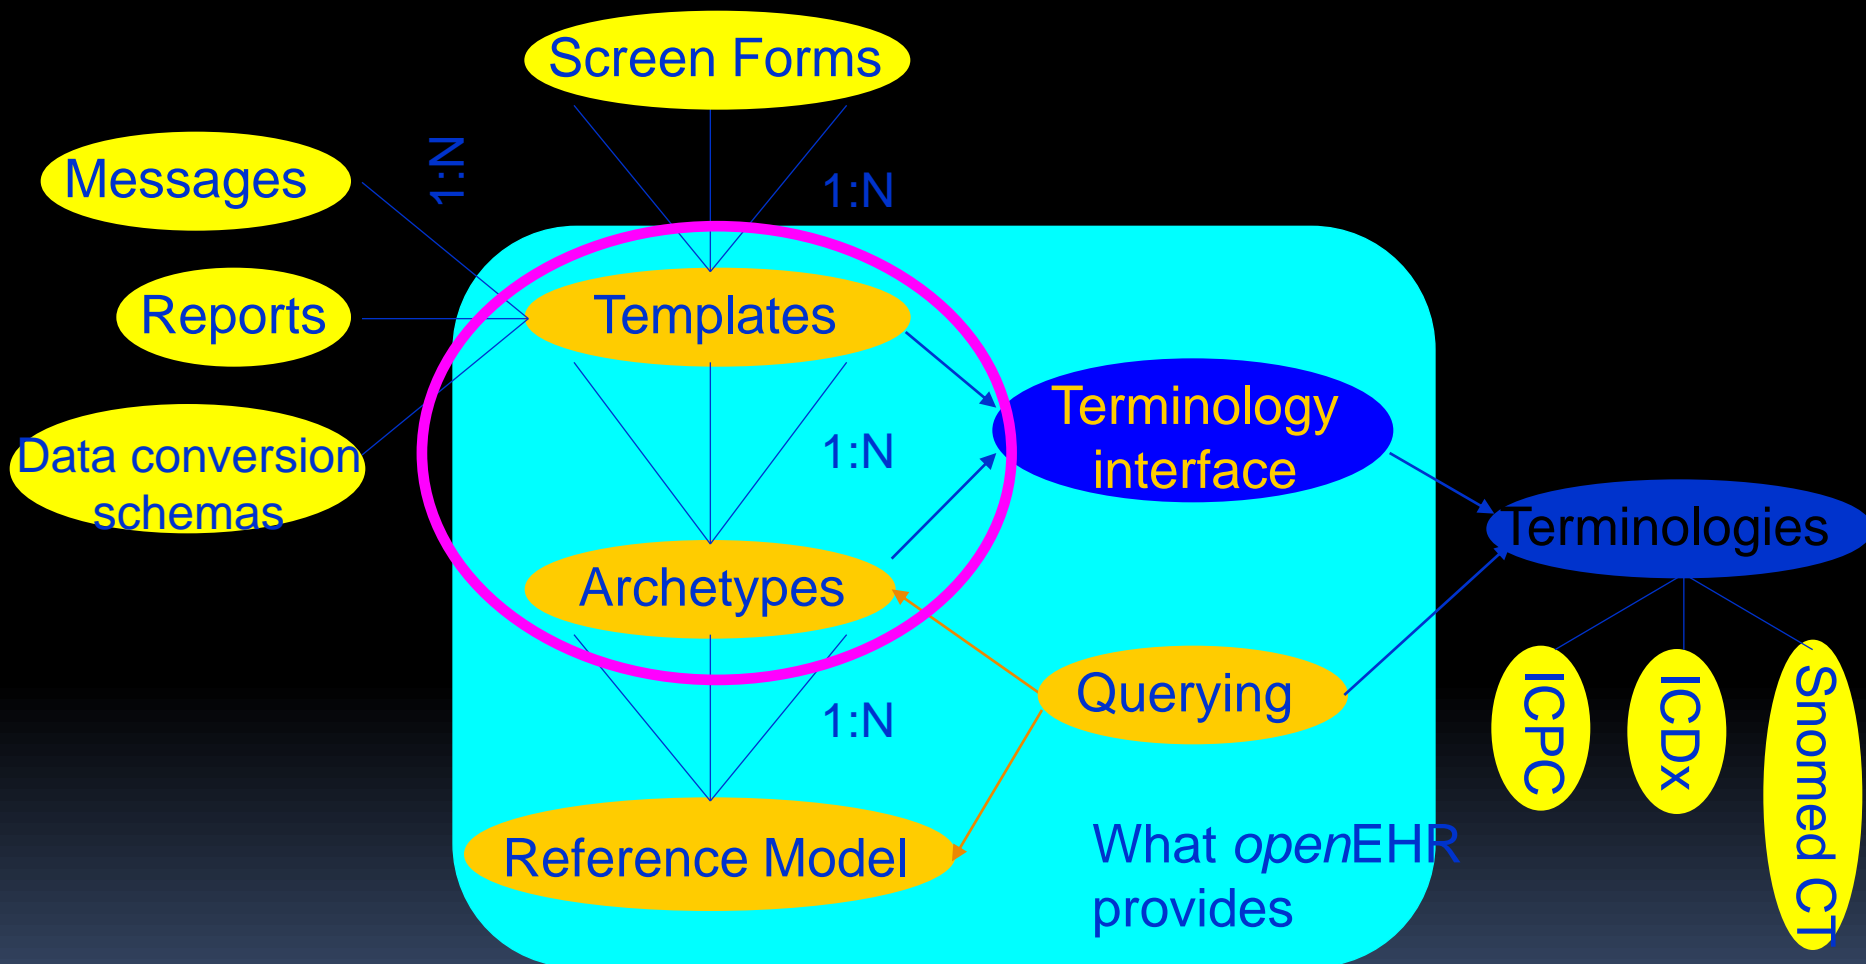 Screen Forms
Messages
1:N
1:N
Reports
Templates
Terminology
interface
Data conversion
schemas
1:N
Terminologies
Archetypes
Querying
1:N
ICPC
ICDx
Snomed CT
Reference Model
What openEHR
provides